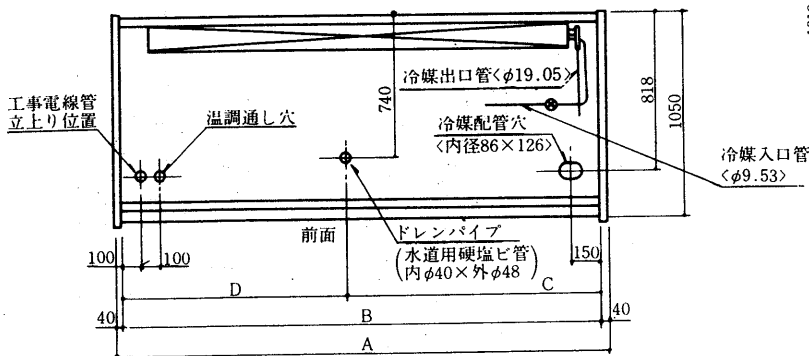 冷媒出口管<φ19.05>
740
818
1050
工事電線管
立上り位置
温調通し穴
冷媒配管穴
<内径86×126>
冷媒入口管
<φ9.53>
前面
ドレンパイプ
(水道用硬塩ビ管
内φ40×外φ48)
100
100
150
D
C
40
B
40
A